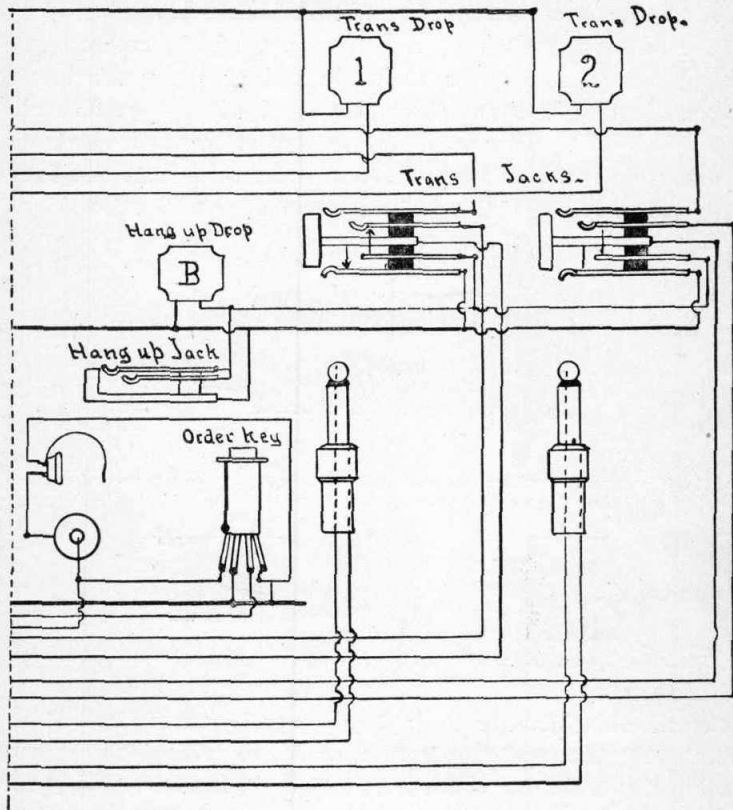 Trans Drop
Trans Drop.
1
2
Trans Jacks.
Hang up Drop
B
Hang up Jack
Order Key